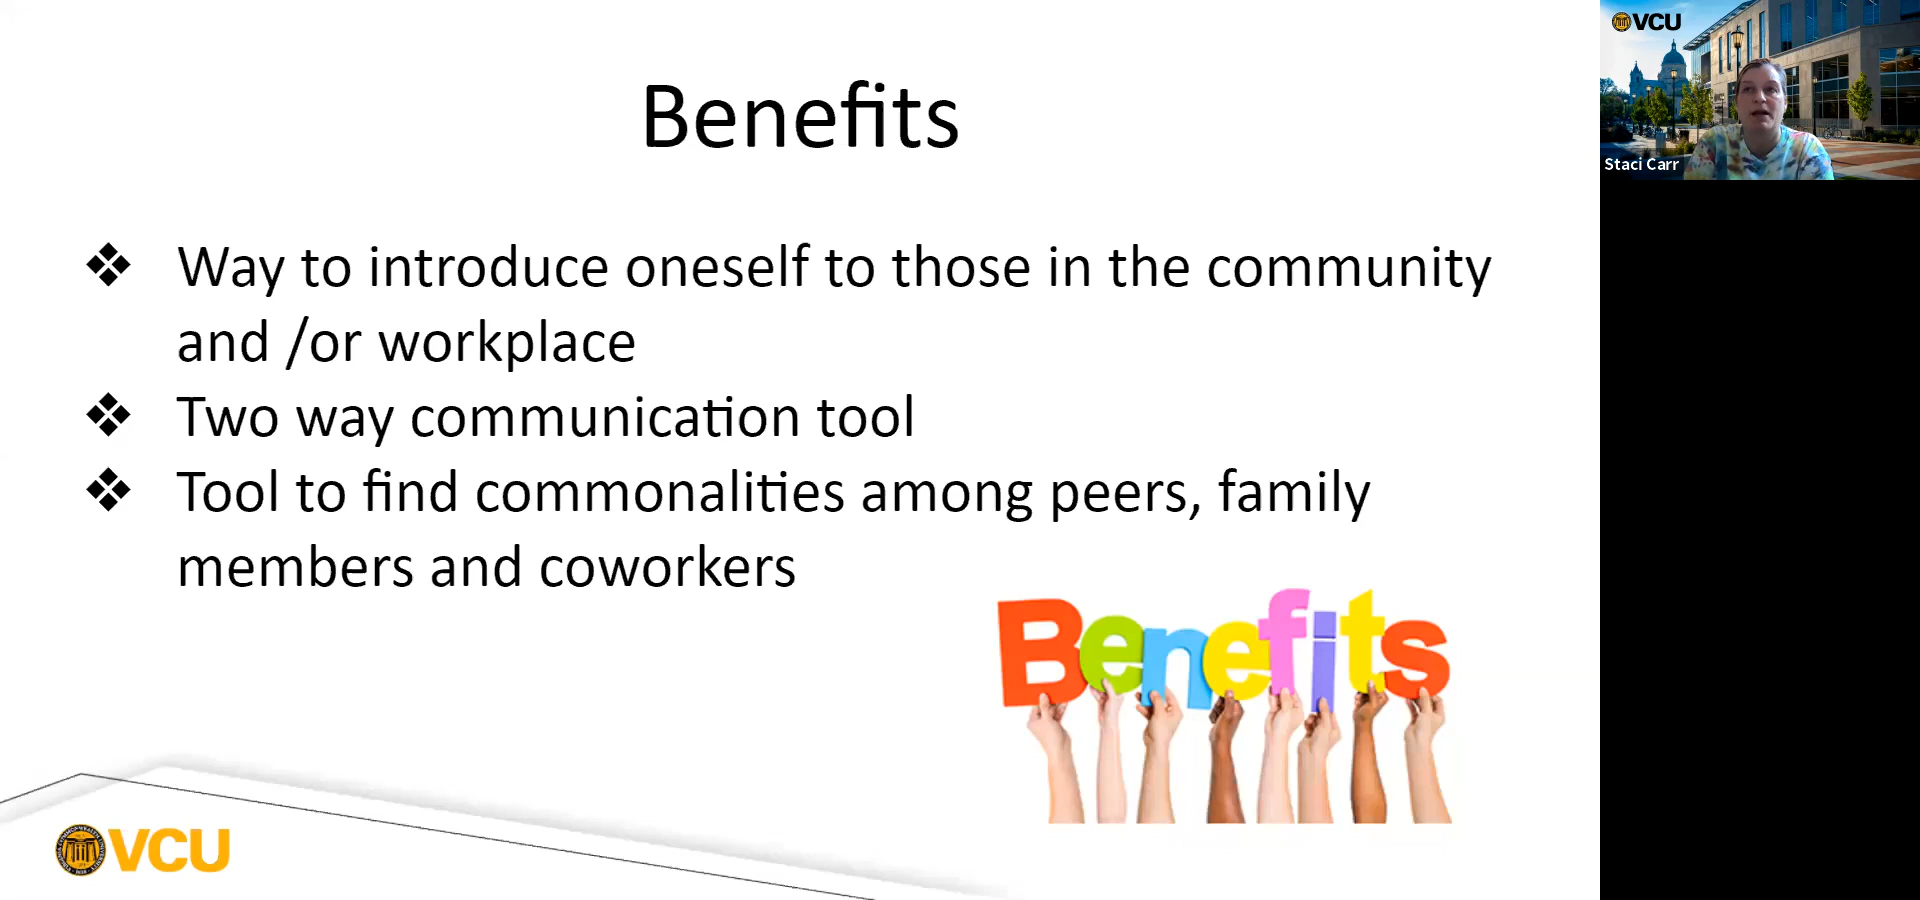 Benefits
❖ Way to introduce oneself to those in the community
and /or workplace
❖ Two way communication tool
❖ Tool to find commonalities among peers, family
members and coworkers
Benefits
VCU
VCU
Staci Carr